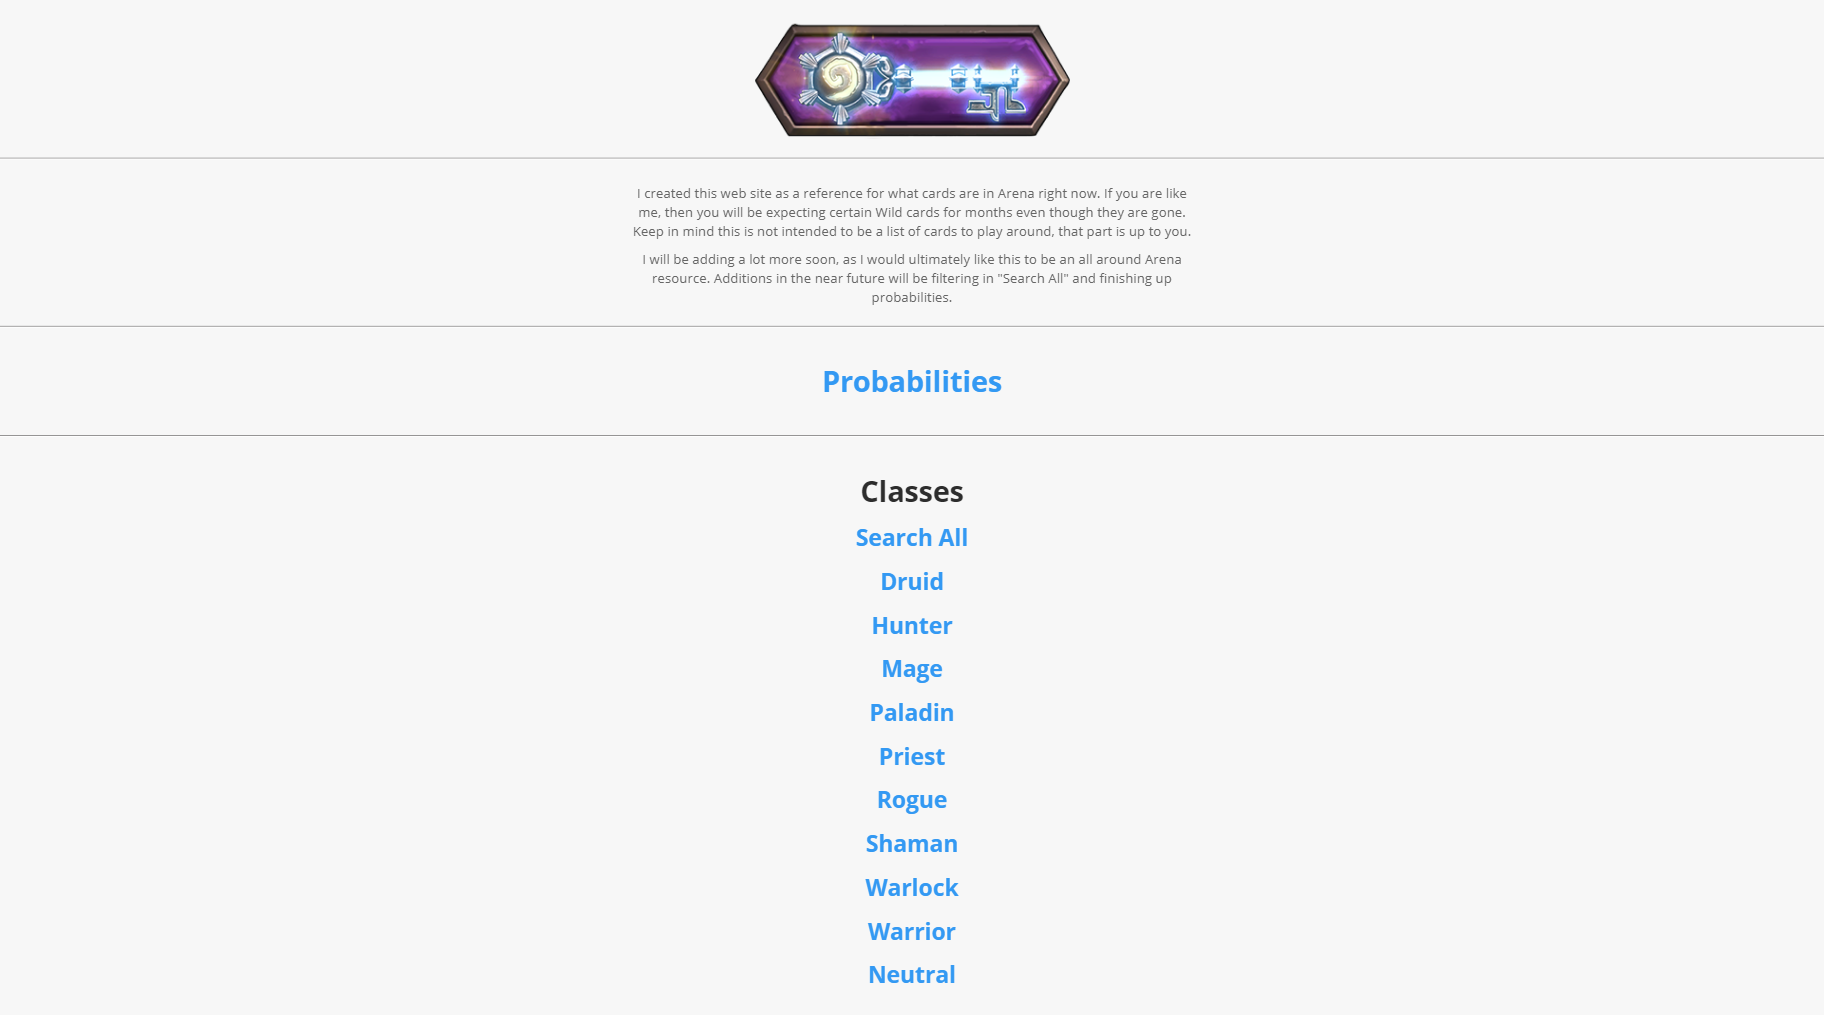 I created this web site as a reference for what cards are in Arena right now. If you are like
me, then you will be expecting certain Wild cards for months even though they are gone.
Keep in mind this is not intended to be a list of cards to play around, that part is up to you.
I will be adding a lot more soon, as I would ultimately like this to be an all around Arena
resource. Additions in the near future will be filtering in "Search All" and finishing up
probabilities.
Probabilities
Classes
Search All
Druid
Hunter
Mage
Paladin
Priest
Rogue
Shaman
Warlock
Warrior
Neutral